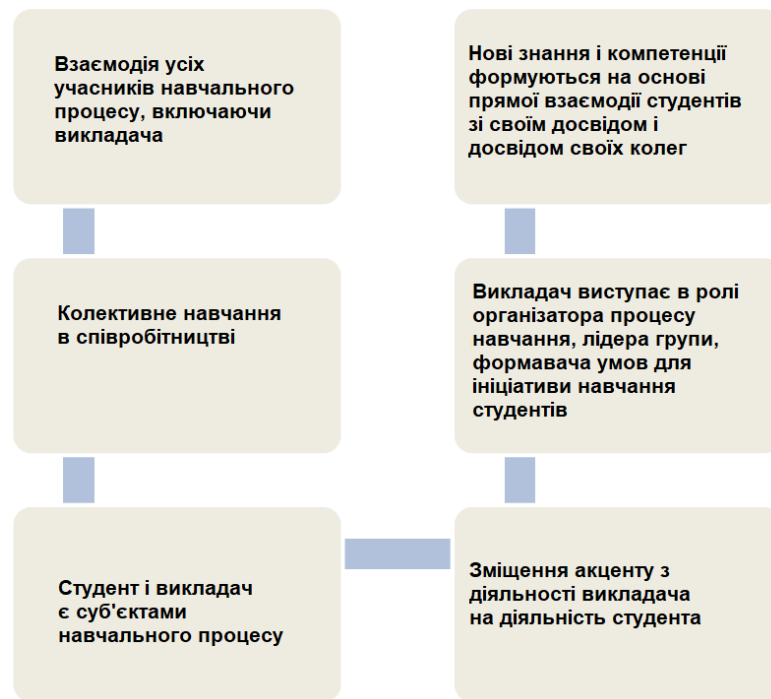 Взаємодія усіх
учасників навчального
процесу, включаючи
викладача
Колективне навчання
в співробітництві
Студент і викладач
є суб'єктами
навчального процесу
Зміщення акценту з
діяльності викладача
на діяльність студента
Викладач виступає в ролі
організатора процесу
навчання, лідера групи,
формавача умов для
ініціативи навчання
студентів
Нові знання і компетенції
формуються на основі
прямої взаємодії студентів
зі своїм досвідом і
досвідом своїх колег